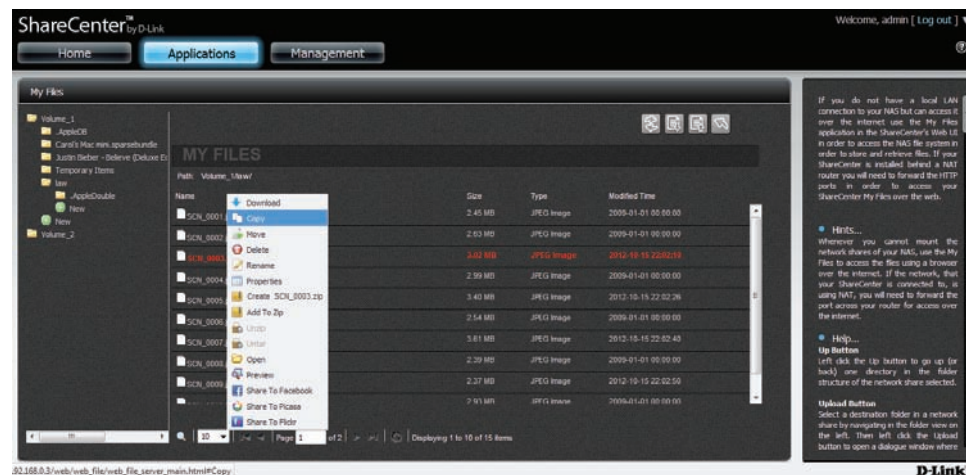 ShareCenter™ by D-Link
Welcome, admin [ Log out ]
Home
Applications
Management
My Files
Volume_1
.AppleDB
Carol's Mac mini.sparsebundle
Justin Bieber - Believe (Deluxe Ed
Temporary Items
law
.AppleDouble
New
New
Volume_2
MY FILES
Path: Volume_1/law/
Name Size Type Modified Time
SCN_0001. 2.45 MB JPEG Image 2009-01-01 00:00:00
SCN_0002. 2.63 MB JPEG Image 2009-01-01 00:00:00
SCN_0003. 3.02 MB JPEG Image 2012-10-15 22:02:10
SCN_0004. 2.99 MB JPEG Image 2009-01-01 00:00:00
SCN_0005. 3.40 MB JPEG Image 2012-10-15 22:02:26
SCN_0006. 2.54 MB JPEG Image 2009-01-01 00:00:00
SCN_0007. 3.61 MB JPEG Image 2012-10-15 22:02:40
SCN_0008. 2.39 MB JPEG Image 2009-01-01 00:00:00
SCN_0009. 2.37 MB JPEG Image 2012-10-15 22:02:50
2.93 MB JPEG Image 2009-01-01 00:00:00
Download
Copy
Move
Delete
Rename
Properties
Create SCN_0003.zip
Add To Zip
Unzip
Untar
Open
Preview
Share To Facebook
Share To Picasa
Share To Flickr
10 Page 1 of 2 Displaying 1 to 10 of 15 items
If you do not have a local LAN
connection to your NAS but can access it
over the internet use the My Files
application in the ShareCenter's Web UI
in order to access the NAS file system in
order to store and retrieve files. If your
ShareCenter is installed behind a NAT
router you will need to forward the HTTP
ports in order to access your
ShareCenter My Files over the web.
Hints...
Whenever you cannot mount the
network shares of your NAS, use the My
Files to access the files using a browser
over the internet. If the network, that
your ShareCenter is connected to, is
using NAT, you will need to forward the
port across your router for access over
the internet.
Help...
Up Button
Left click the Up button to go up (or
back) one directory in the folder
structure of the network share selected.
Upload Button
Select a destination folder in a network
share by navigating in the folder view on
the left. Then left click the Upload
button to open a dialogue window where
.92.168.0.3/web/web_file/web_file_server_main.html#Copy
D-Link